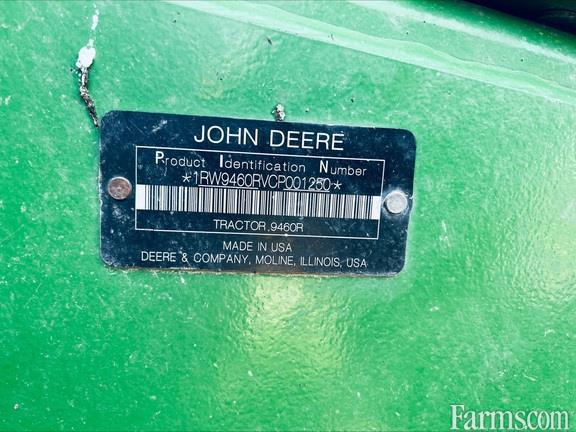 JOHN DEERE
Product Identification Number
*1RW9460RVCP001250*
TRACTOR,9460R
MADE IN USA
DEERE & COMPANY, MOLINE, ILLINOIS, USA
Farms.com